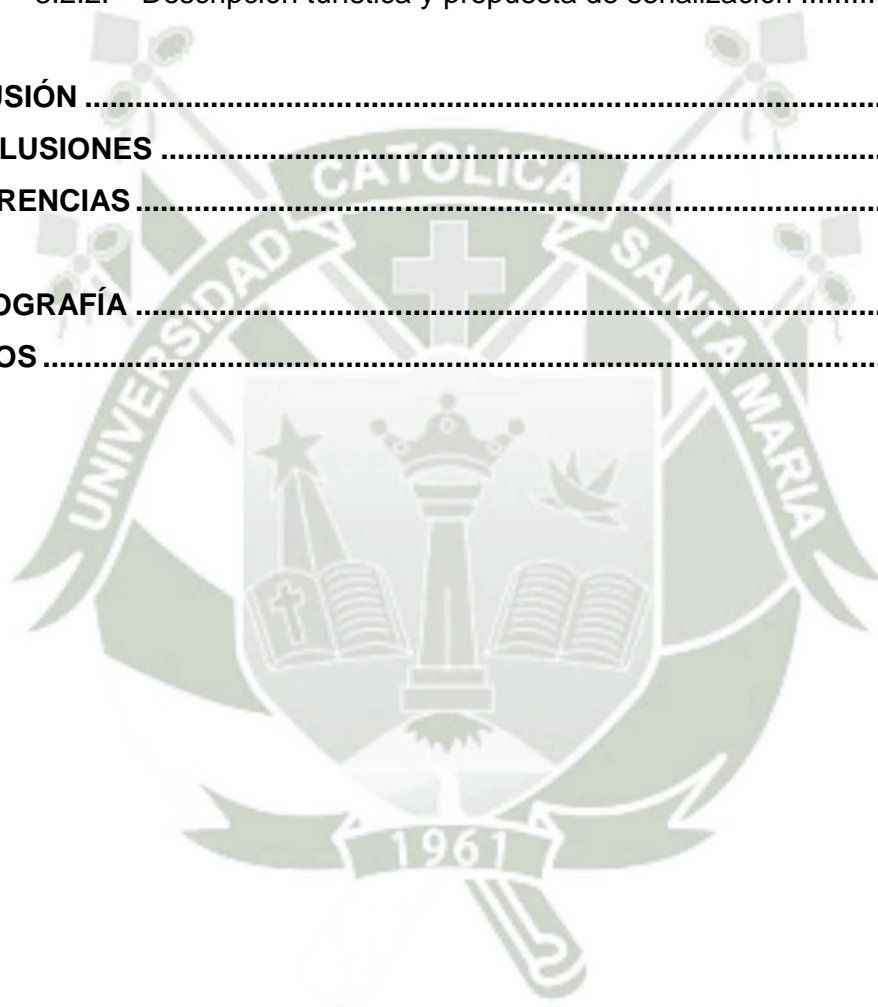 Descripción turística y propuesta de señalización ..........
USIÓN ........................................................................
LUSIONES ........................................................................
RENCIAS ........................................................................
OGRAFÍA ........................................................................
OS ........................................................................
UNIVERSIDAD CATOLICA SANTA MARIA
1961